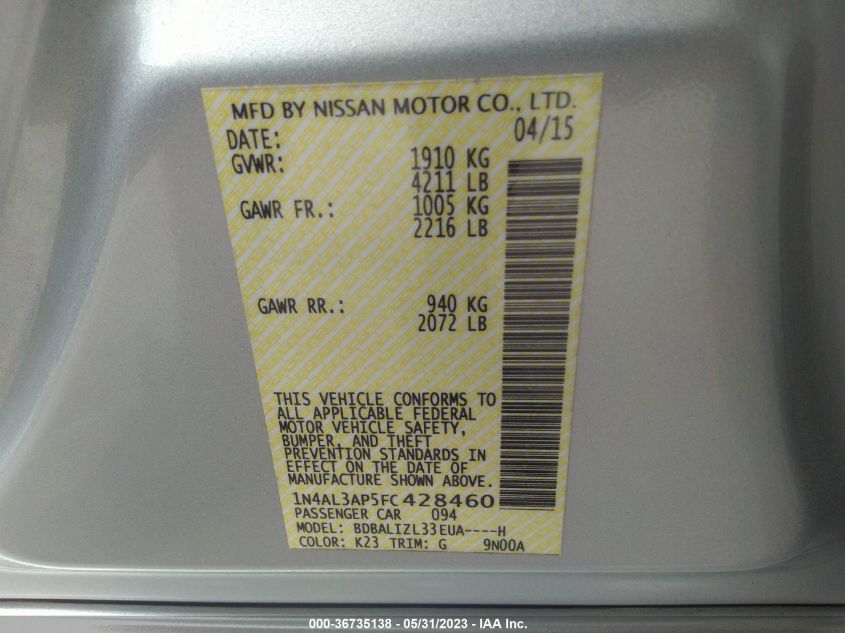 MFD BY NISSAN MOTOR CO., LTD.
DATE: 04/15
GVWR: 1910 KG
4211 LB
GAWR FR.: 1005 KG
2216 LB
GAWR RR.: 940 KG
2072 LB
THIS VEHICLE CONFORMS TO
ALL APPLICABLE FEDERAL
MOTOR VEHICLE SAFETY,
BUMPER, AND THEFT
PREVENTION STANDARDS IN
EFFECT ON THE DATE OF
MANUFACTURE SHOWN ABOVE.
1N4AL3AP5FC428460
PASSENGER CAR 094
MODEL: BDBALIZL33EUA----H
COLOR: K23 TRIM: G 9N00A
000-36735138 - 05/31/2023 - IAA Inc.